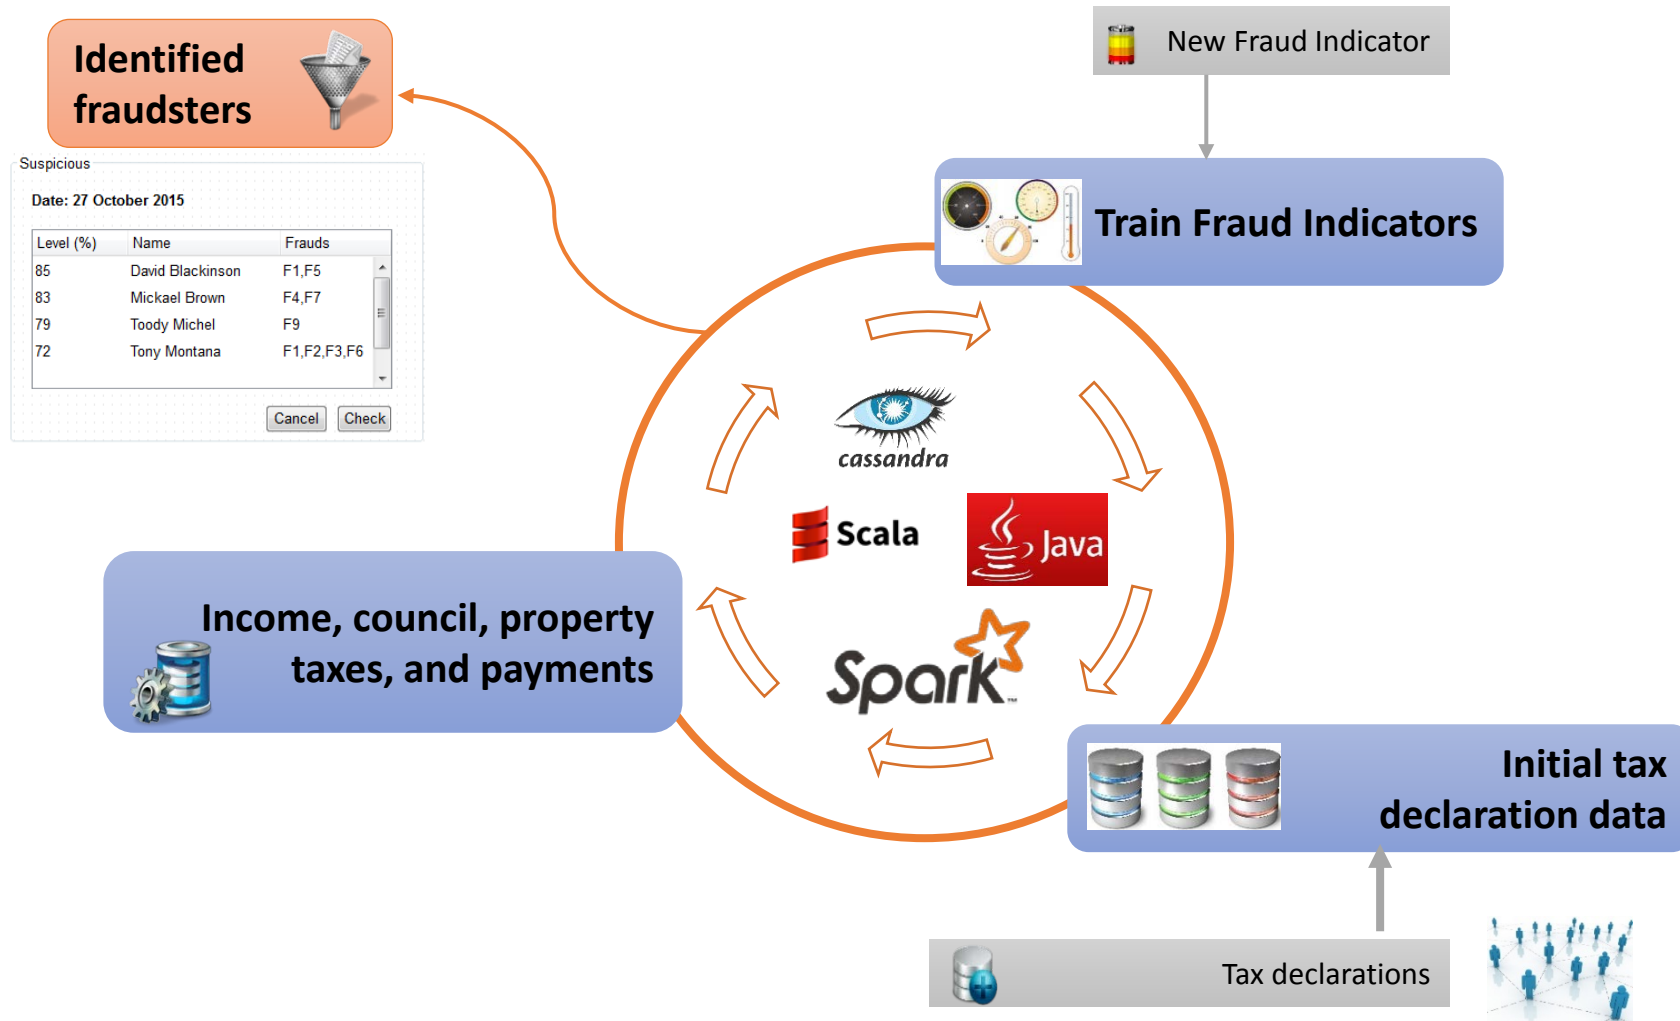 Identified
fraudsters
New Fraud Indicator
Suspicious
Date: 27 October 2015
Level (%) Name Frauds
85 David Blackinson F1,F5
83 Mickael Brown F4,F7
79 Toody Michel F9
72 Tony Montana F1,F2,F3,F6
Cancel Check
Train Fraud Indicators
cassandra
Scala
Java
Spark™
Income, council, property
taxes, and payments
Initial tax
declaration data
Tax declarations